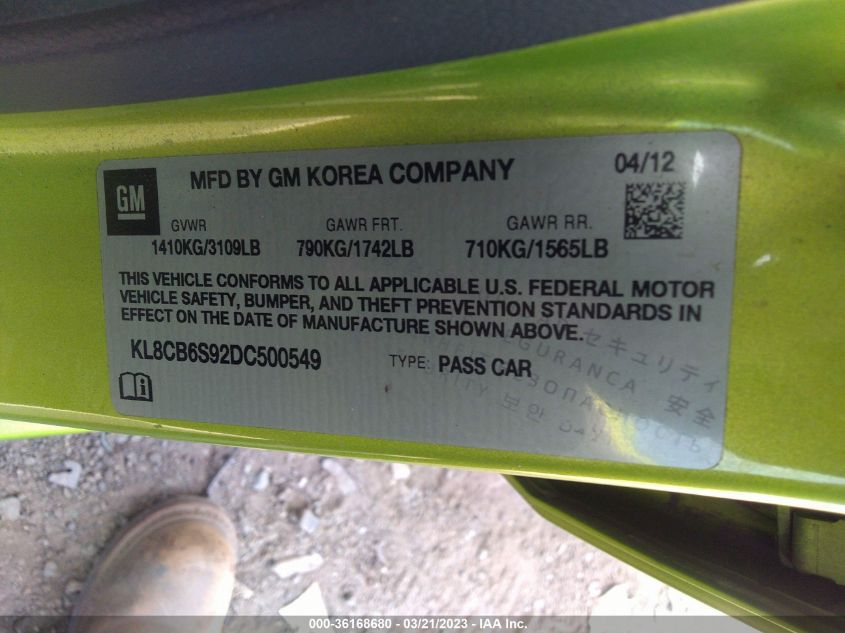 GM
MFD BY GM KOREA COMPANY
04/12
GVWR GAWR FRT. GAWR RR.
1410KG/3109LB 790KG/1742LB 710KG/1565LB
THIS VEHICLE CONFORMS TO ALL APPLICABLE U.S. FEDERAL MOTOR
VEHICLE SAFETY, BUMPER, AND THEFT PREVENTION STANDARDS IN
EFFECT ON THE DATE OF MANUFACTURE SHOWN ABOVE.
KL8CB6S92DC500549
TYPE: PASS CAR
セキュリティ
安全
보안
000-36168680 - 03/21/2023 - IAA Inc.